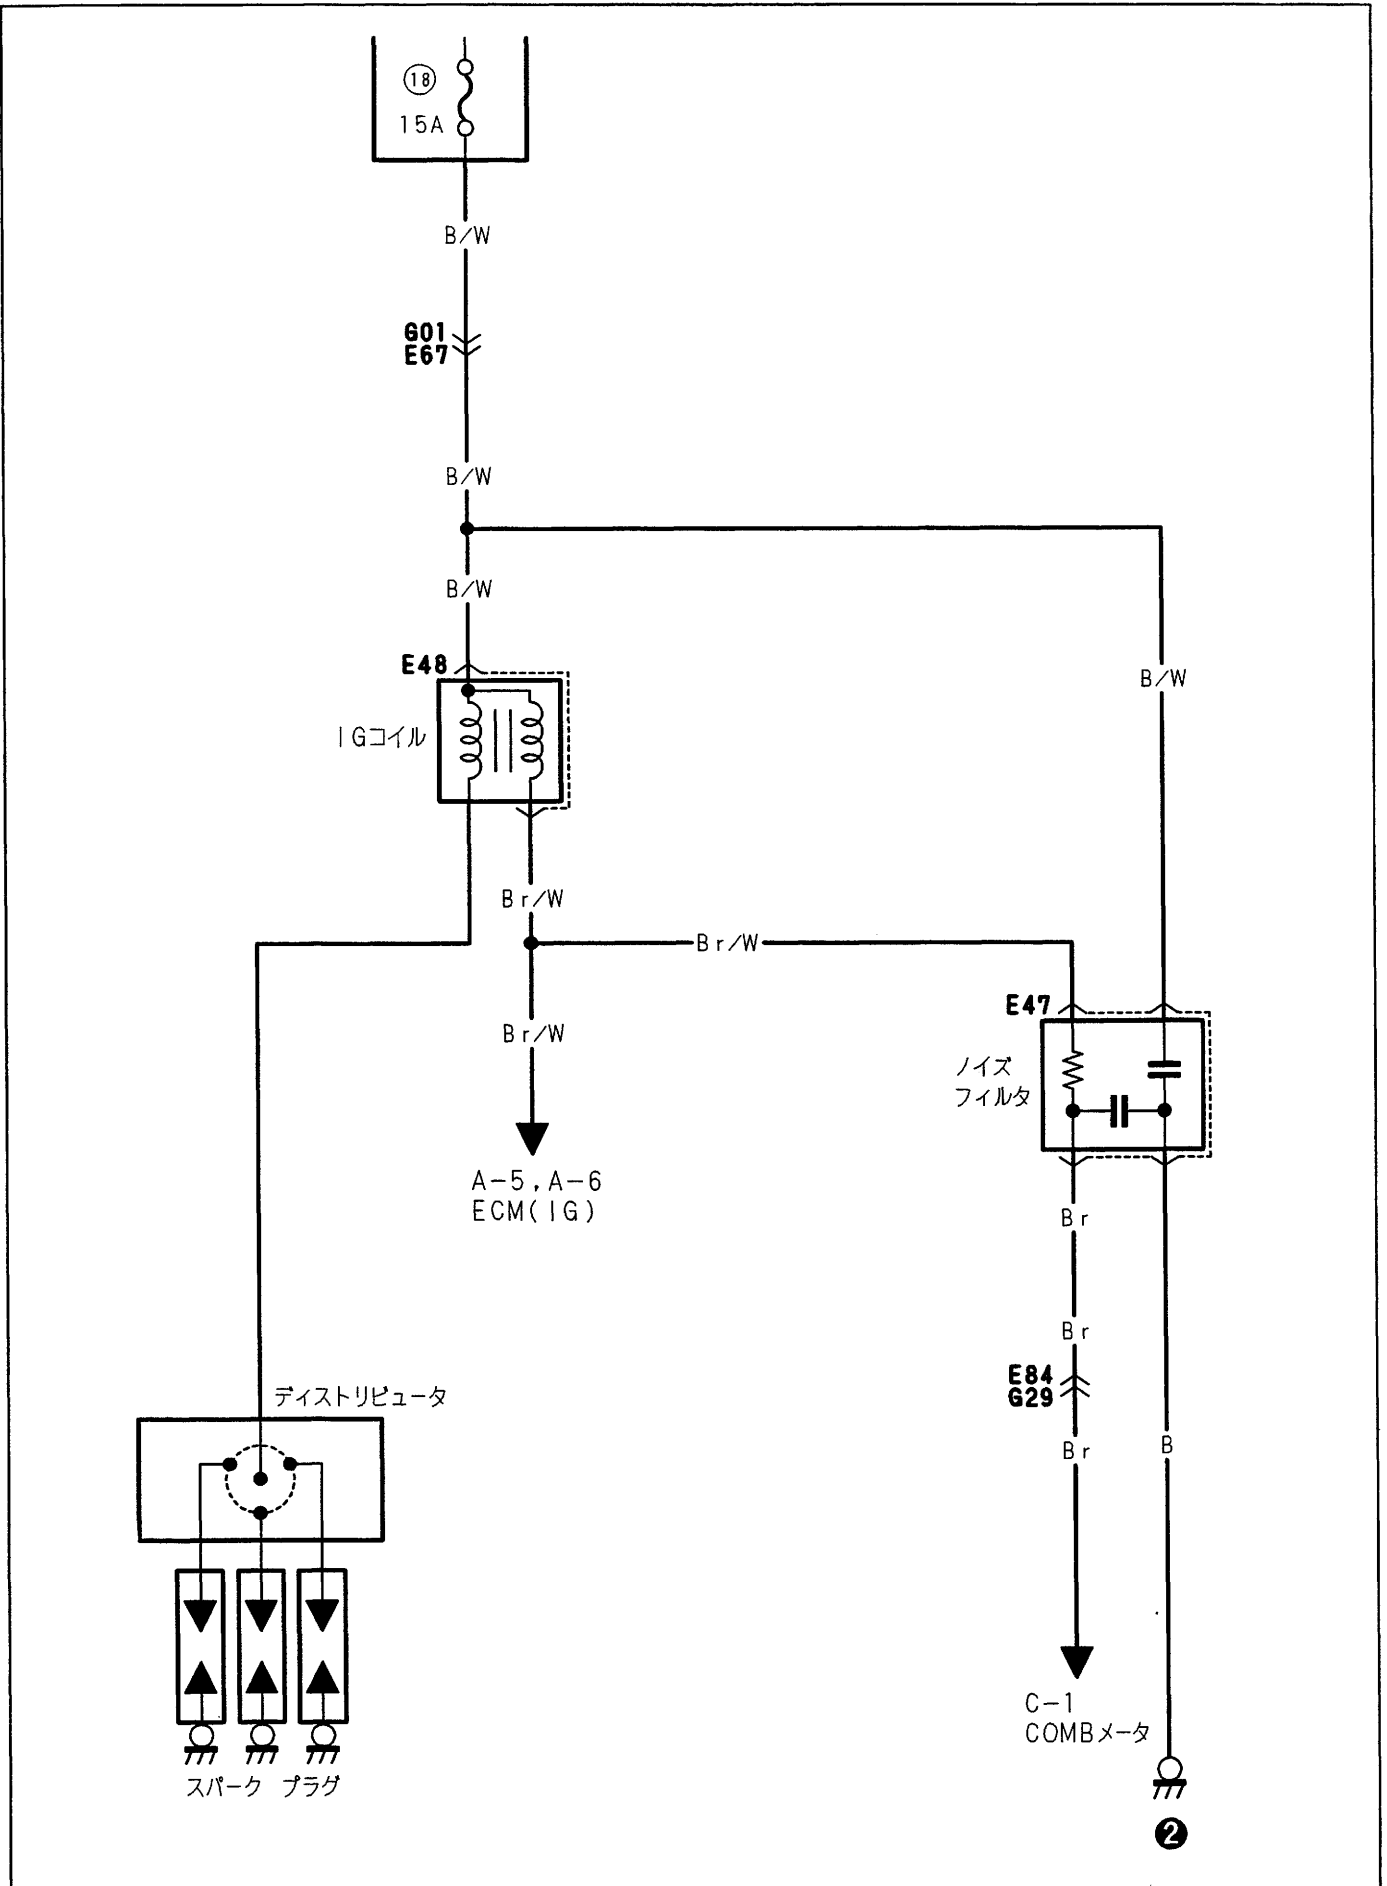 18
15A
B/W
G01
E67
B/W
B/W
E48
B/W
IGコイル
Br/W
Br/W
E47
Br/W
ノイズ
フィルタ
A-5, A-6
ECM(IG)
Br
Br
E84
G29
ディストリビュータ
Br
B
C-1
COMBメータ
スパーク プラグ
2